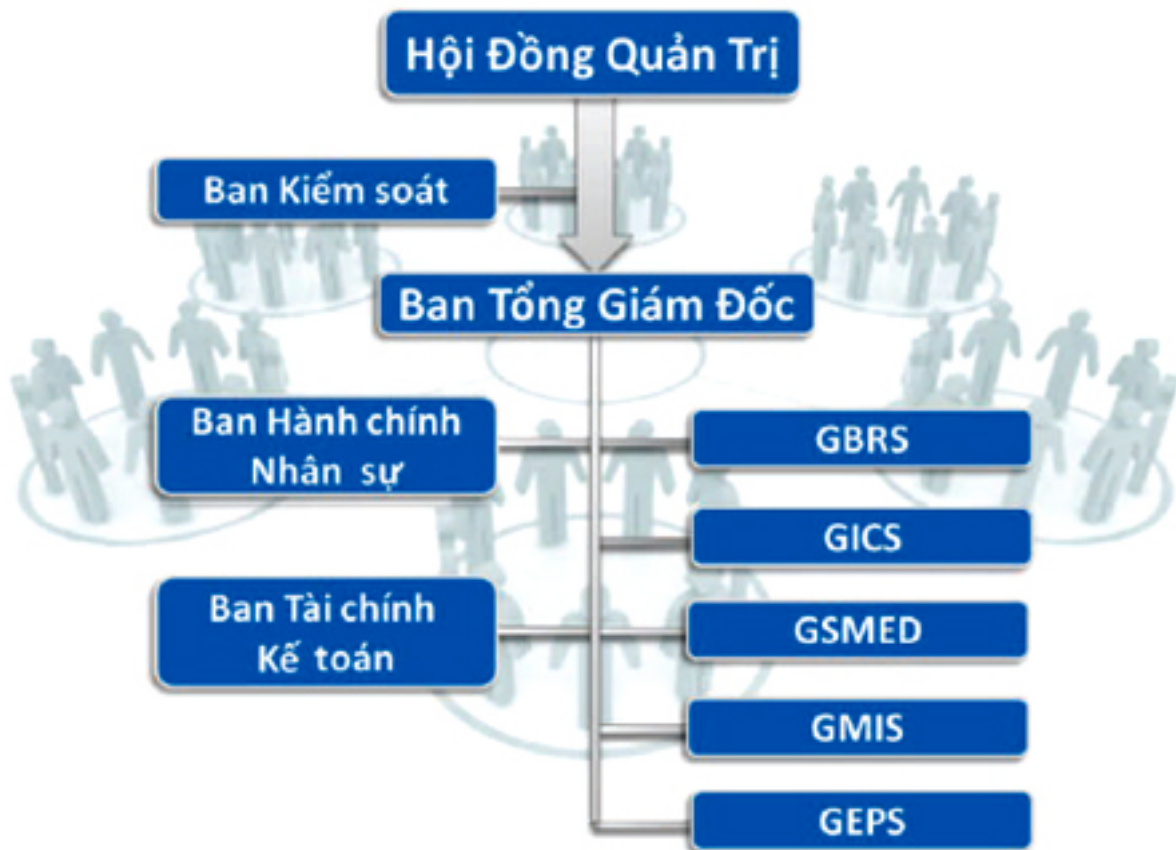 Hội Đồng Quản Trị
Ban Kiểm soát
Ban Tổng Giám Đốc
Ban Hành chính
Nhân sự
GBRS
GICS
Ban Tài chính
Kế toán
GSMED
GMIS
GEPS